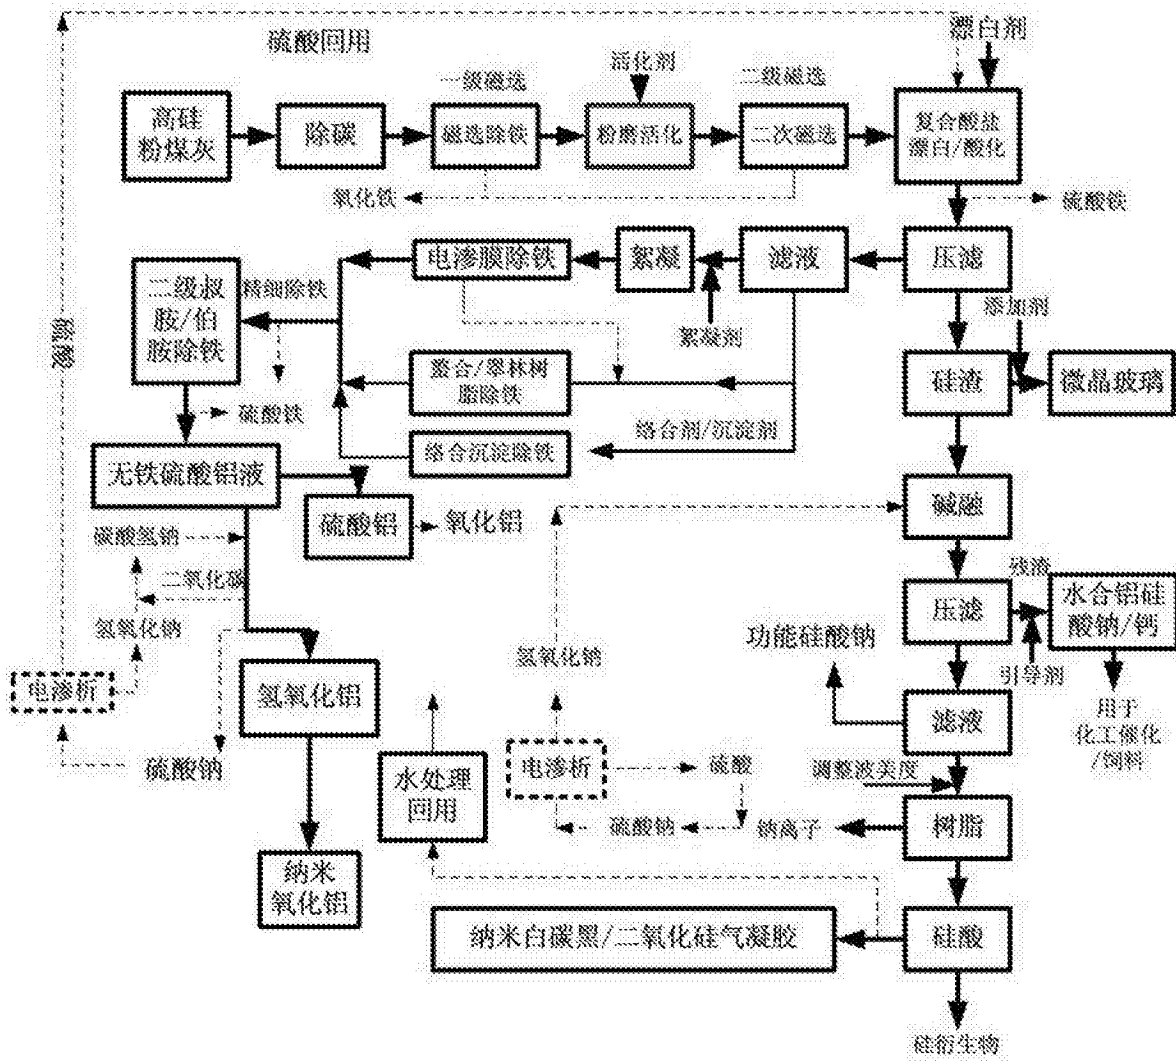 硫酸回用
漂白剂
一级磁选
活化剂
二级磁选
高硅
粉煤灰
除碳
磁选除铁
粉磨活化
二次磁选
复合酸盐
漂白/酸化
氧化铁
硫酸铁
电渗膜除铁
絮凝
滤液
压滤
二级叔
胺/伯
胺除铁
精细除铁
絮凝剂
添加剂
硫酸
螯合/翠林树
脂除铁
硅渣
微晶玻璃
硫酸铁
络合剂/沉淀剂
络合沉淀除铁
无铁硫酸铝液
硫酸铝
氧化铝
碱融
碳酸氢钠
二氧化碳
残渣
氢氧化钠
压滤
水合铝硅
酸钠/钙
功能硅酸钠
氢氧化钠
引导剂
电渗析
氢氧化铝
滤液
用于
化工催化
/饲料
硫酸钠
水处理
回用
电渗析
硫酸
调整波美度
硫酸钠
钠离子
树脂
纳米
氧化铝
纳米白碳黑/二氧化硅气凝胶
硅酸
硅衍生物